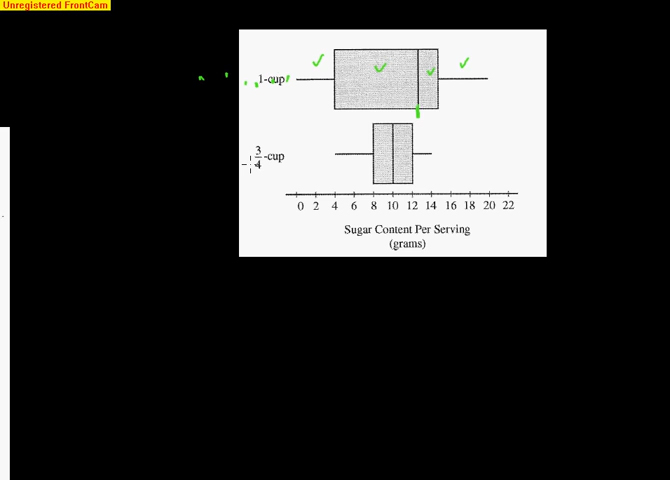 Unregistered FrontCam
1-cup
3/4-cup
0 2 4 6 8 10 12 14 16 18 20 22
Sugar Content Per Serving
(grams)